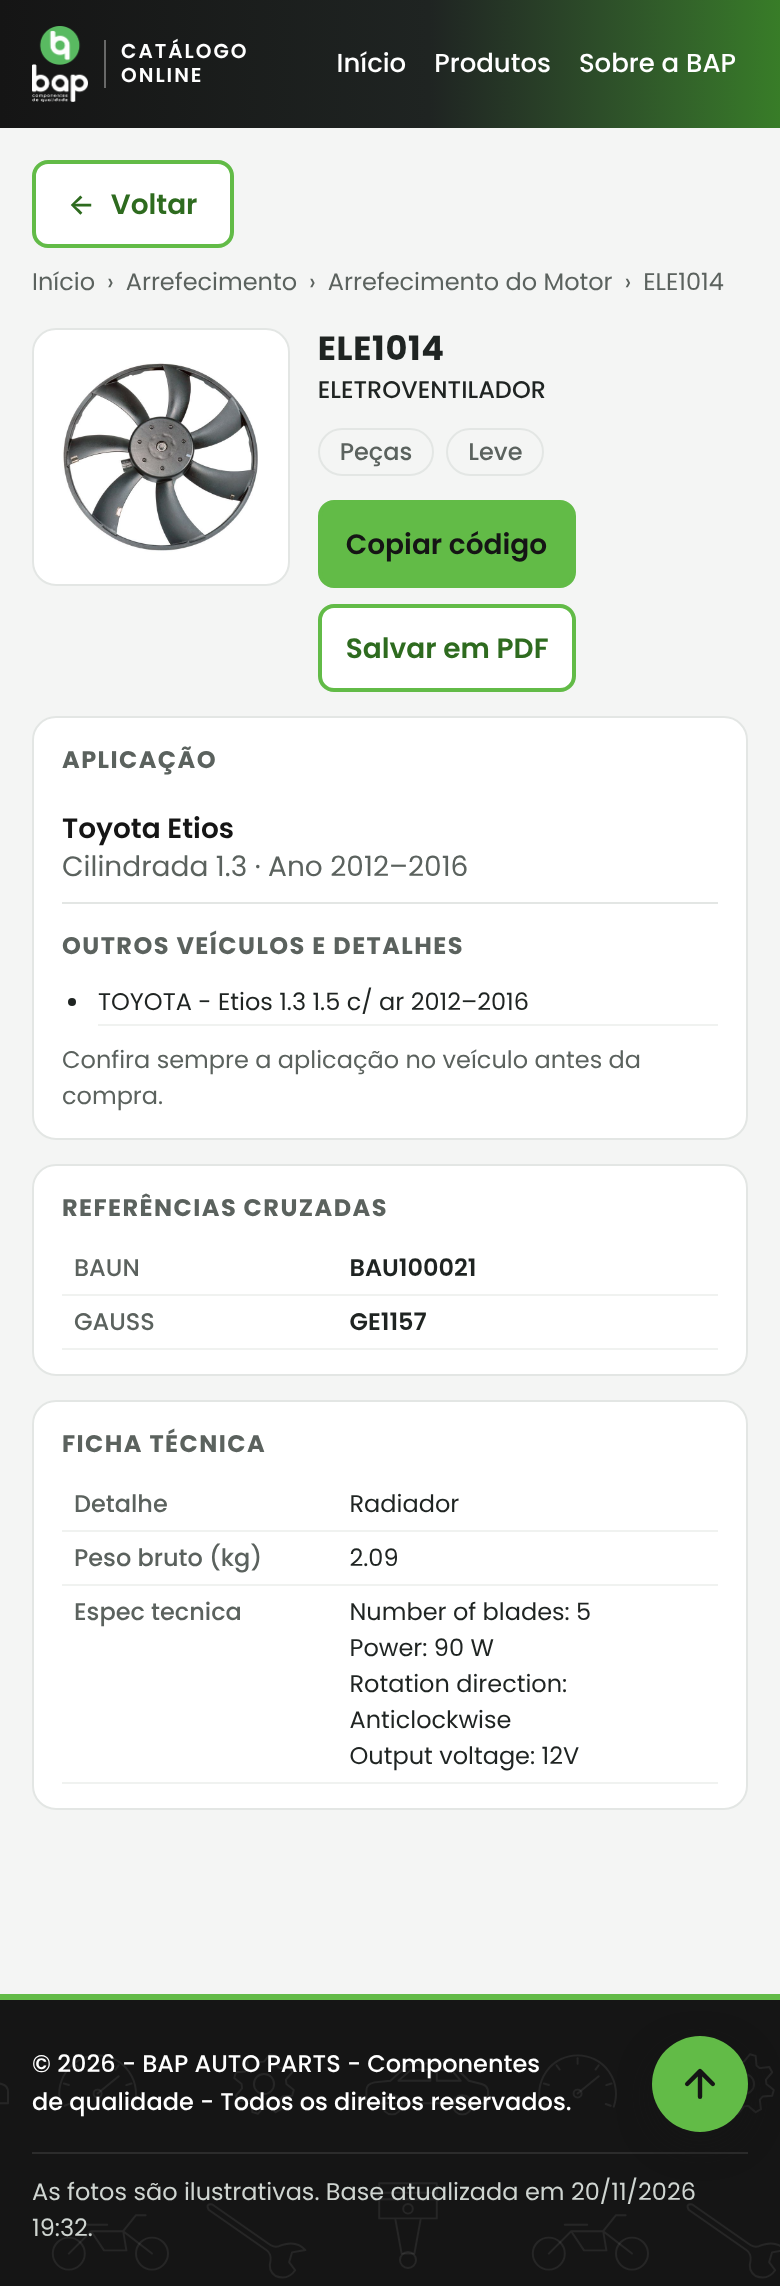 bap
componentes
de qualidade
CATÁLOGO
ONLINE
Início
Produtos
Sobre a BAP
← Voltar
Início › Arrefecimento › Arrefecimento do Motor › ELE1014
ELE1014
ELETROVENTILADOR
Peças
Leve
Copiar código
Salvar em PDF
APLICAÇÃO
Toyota Etios
Cilindrada 1.3 · Ano 2012–2016
OUTROS VEÍCULOS E DETALHES
• TOYOTA - Etios 1.3 1.5 c/ ar 2012–2016
Confira sempre a aplicação no veículo antes da
compra.
REFERÊNCIAS CRUZADAS
BAUN BAU100021
GAUSS GE1157
FICHA TÉCNICA
Detalhe Radiador
Peso bruto (kg) 2.09
Espec tecnica Number of blades: 5
Power: 90 W
Rotation direction:
Anticlockwise
Output voltage: 12V
© 2026 - BAP AUTO PARTS - Componentes
de qualidade - Todos os direitos reservados.
As fotos são ilustrativas. Base atualizada em 20/11/2026
19:32.